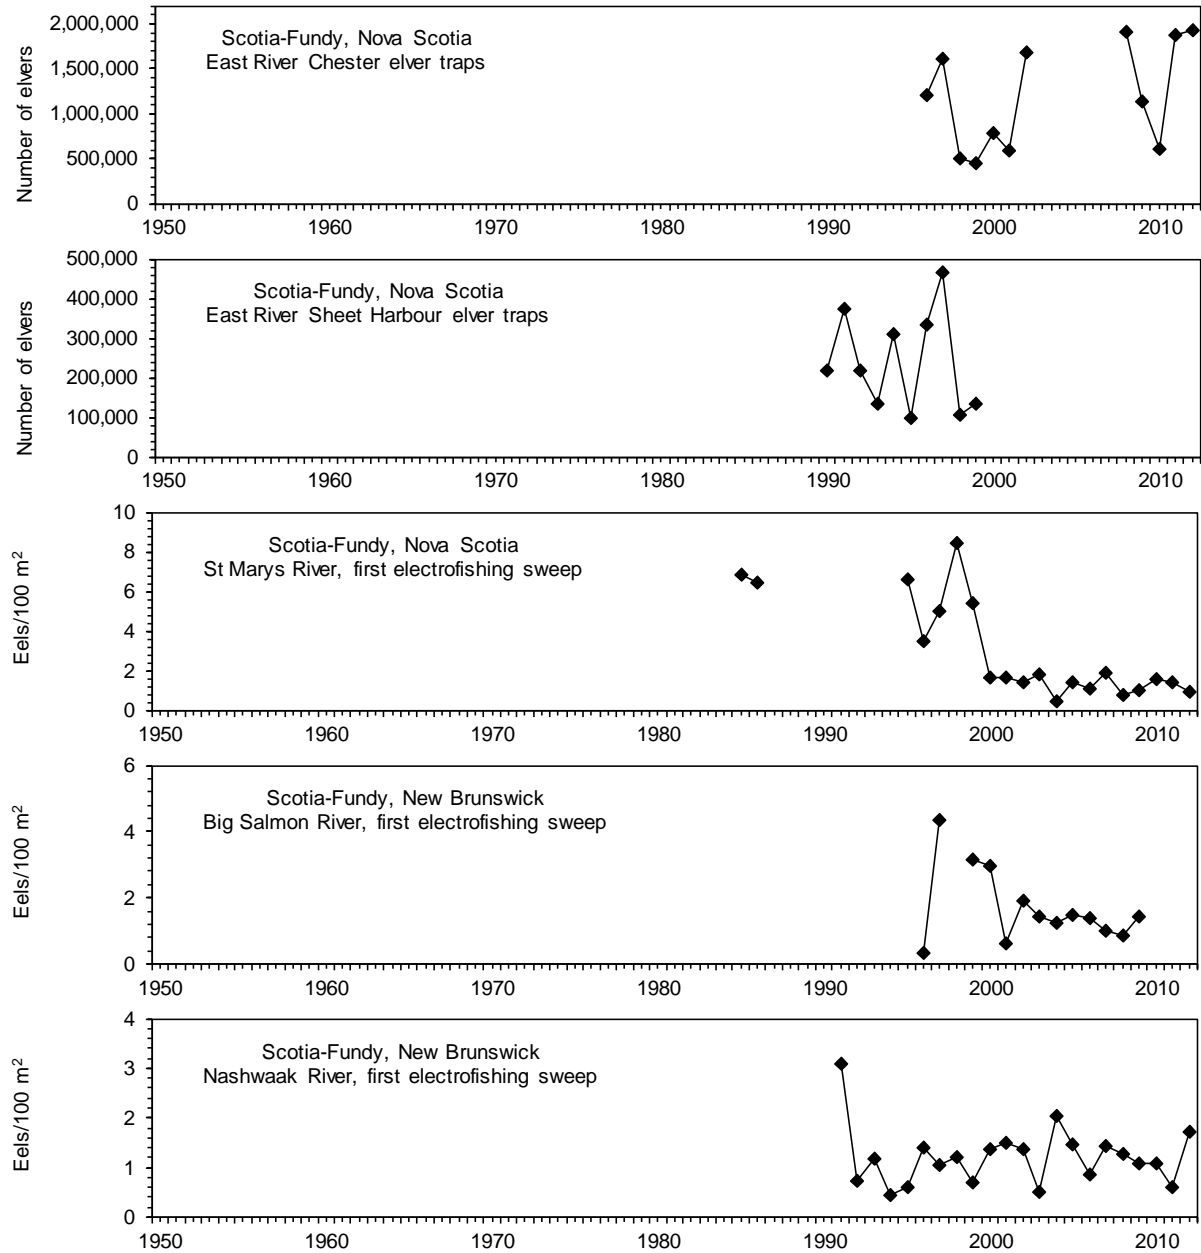 2,000,000
Scotia-Fundy, Nova Scotia
East River Chester elver traps
1,500,000
1,000,000
500,000
0
Number of elvers
1950 1960 1970 1980 1990 2000 2010
500,000
Scotia-Fundy, Nova Scotia
400,000
East River Sheet Harbour elver traps
300,000
200,000
100,000
0
Number of elvers
1950 1960 1970 1980 1990 2000 2010
10
Scotia-Fundy, Nova Scotia
St Marys River, first electrofishing sweep
8
6
4
2
0
Eels/100 m²
1950 1960 1970 1980 1990 2000 2010
6
Scotia-Fundy, New Brunswick
Big Salmon River, first electrofishing sweep
4
2
0
Eels/100 m²
1950 1960 1970 1980 1990 2000 2010
4
Scotia-Fundy, New Brunswick
Nashwaak River, first electrofishing sweep
3
2
1
0
Eels/100 m²
1950 1960 1970 1980 1990 2000 2010